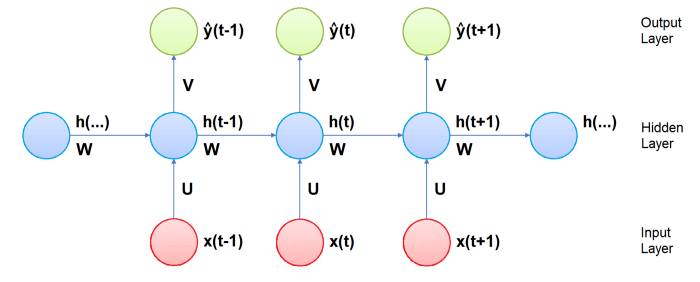 ŷ(t-1) ŷ(t) ŷ(t+1) Output
Layer
V V V
h(...) h(t-1) h(t) h(t+1) h(...) Hidden
W W W W Layer
U U U
x(t-1) x(t) x(t+1) Input
Layer